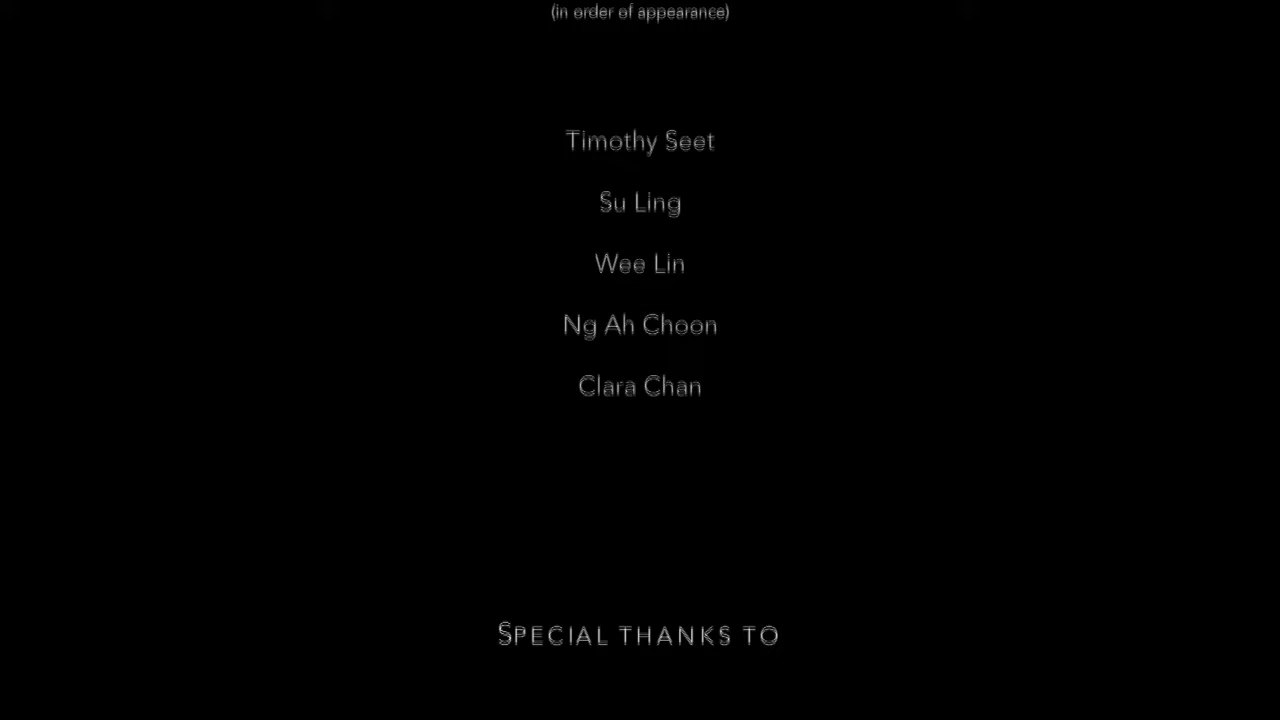 (in order of appearance)
Timothy Seet
Su Ling
Wee Lin
Ng Ah Choon
Clara Chan
SPECIAL THANKS TO